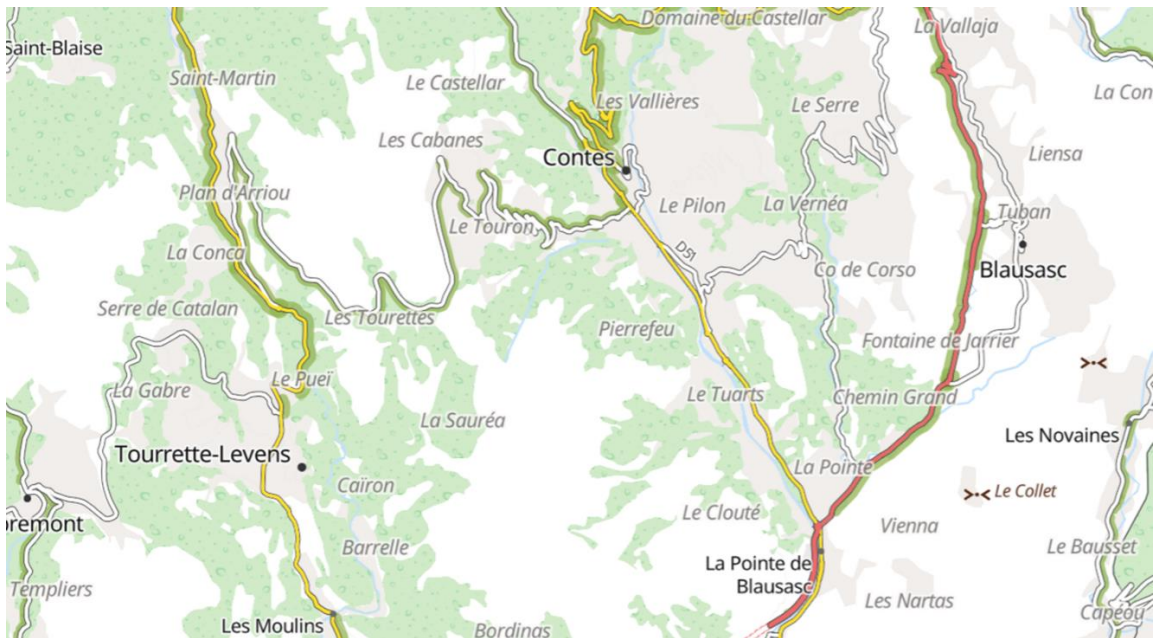 Domaine du Castellar
La Vallaja
Saint-Blaise
Saint-Martin
Le Castellar
Les Vallières
Le Serre
La Con
Les Cabanes
Contes
Liensa
Plan d'Arriou
Le Touron
Le Pilon
La Vernéa
Tuban
La Conca
D51
Co de Corso
Blausasc
Serre de Catalan
Les Tourettes
Pierrefeu
Fontaine de Jarrier
Le Pueï
La Gabre
Le Tuarts
Chemin Grand
La Sauréa
Les Novaines
Tourrette-Levens
La Pointe
Caïron
Le Collet
Le Clouté
Vienna
oremont
Barrelle
Le Bausset
La Pointe de
Blausasc
Templiers
Les Nartas
Capéou
Les Moulins
Bordinas